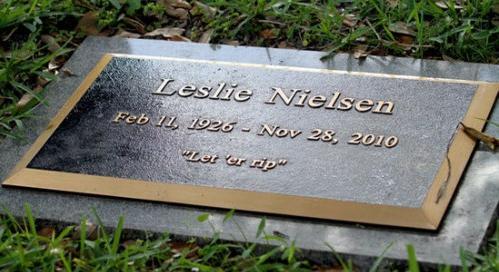 Leslie Nielsen
Feb 11, 1926 - Nov 28, 2010
"Let 'er rip"